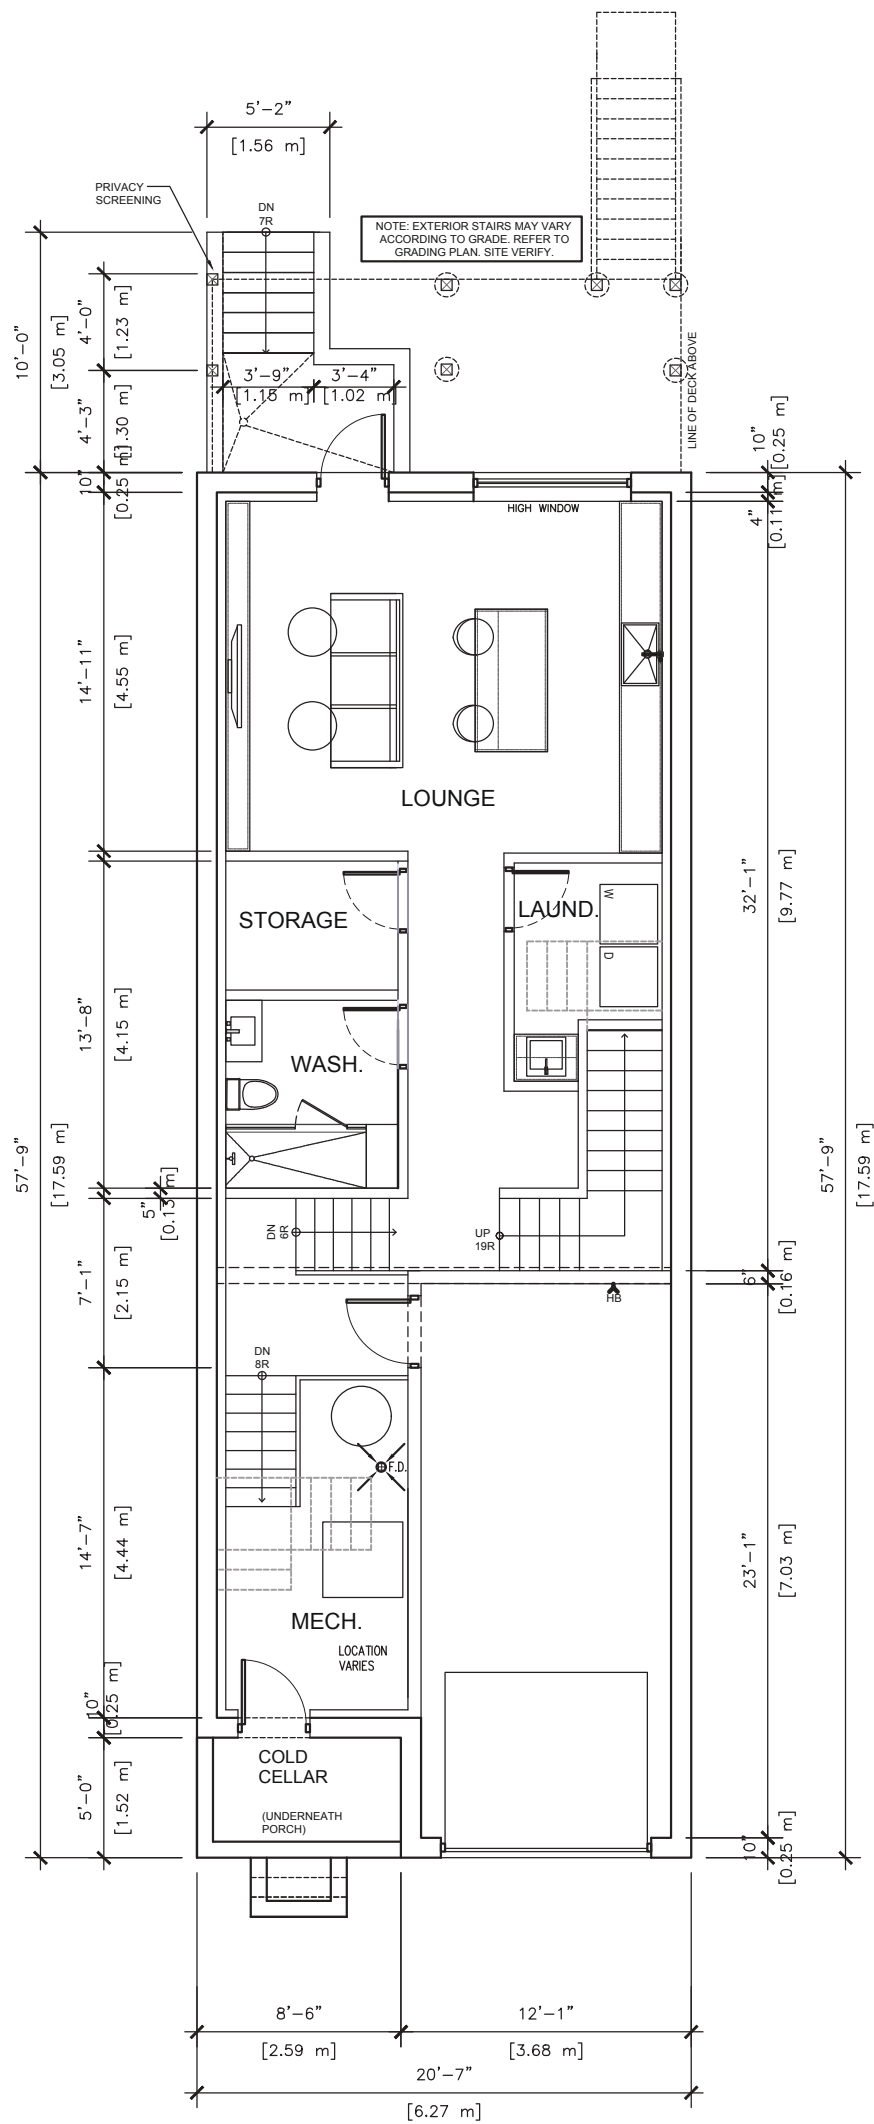 5'-2"
[1.56 m]
PRIVACY
SCREENING
DN
7R
NOTE: EXTERIOR STAIRS MAY VARY
ACCORDING TO GRADE. REFER TO
GRADING PLAN. SITE VERIFY.
10'-0"
[3.05 m]
4'-0"
[1.23 m]
4'-3"
[1.30 m]
3'-9"
[1.15 m]
3'-4"
[1.02 m]
LINE OF DECK ABOVE
10"
[0.25 m]
10"
[0.25 m]
4"
[0.11 m]
HIGH WINDOW
14'-11"
[4.55 m]
LOUNGE
32'-1"
[9.77 m]
STORAGE
LAUND.
W
D
13'-8"
[4.15 m]
WASH.
57'-9"
[17.59 m]
57'-9"
[17.59 m]
5"
[0.13 m]
DN
6R
UP
19R
7'-1"
[2.15 m]
6"
[0.16 m]
HB
DN
8R
F.D.
14'-7"
[4.44 m]
23'-1"
[7.03 m]
MECH.
LOCATION
VARIES
10"
[0.25 m]
COLD
CELLAR
(UNDERNEATH
PORCH)
5'-0"
[1.52 m]
10"
[0.25 m]
8'-6"
[2.59 m]
12'-1"
[3.68 m]
20'-7"
[6.27 m]